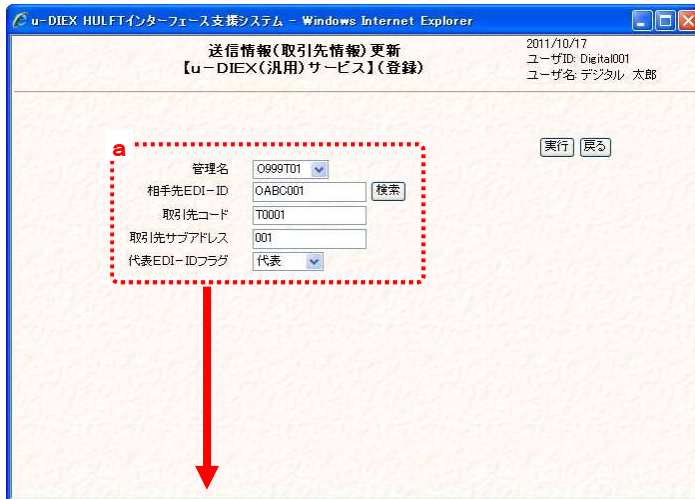 u-DIEX HULFTインターフェース支援システム - Windows Internet Explorer
送信情報(取引先情報)更新
【u-DIEX(汎用)サービス】(登録)
2011/10/17
ユーザID: Digital001
ユーザ名: デジタル 太郎
実行 戻る
a
管理名 O999T01
相手先EDI-ID OABC001 検索
取引先コード T0001
取引先サブアドレス 001
代表EDI-IDフラグ 代表